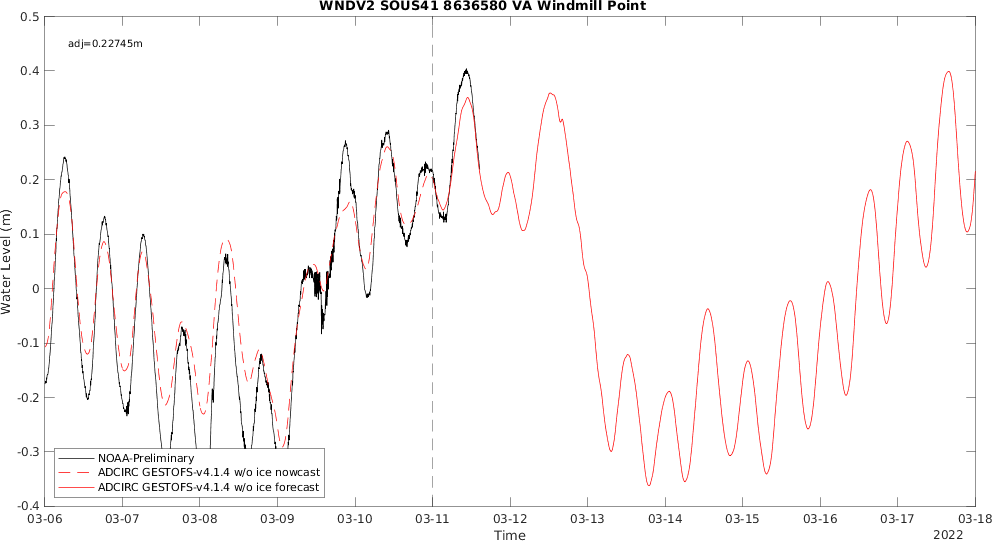 WNDV2 SOUS41 8636580 VA Windmill Point
adj=0.22745m
Water Level (m)
0.5
0.4
0.3
0.2
0.1
0
-0.1
-0.2
-0.3
-0.4
NOAA-Preliminary
ADCIRC GESTOFS-v4.1.4 w/o ice nowcast
ADCIRC GESTOFS-v4.1.4 w/o ice forecast
03-06 03-07 03-08 03-09 03-10 03-11 03-12 03-13 03-14 03-15 03-16 03-17 03-18
Time
2022